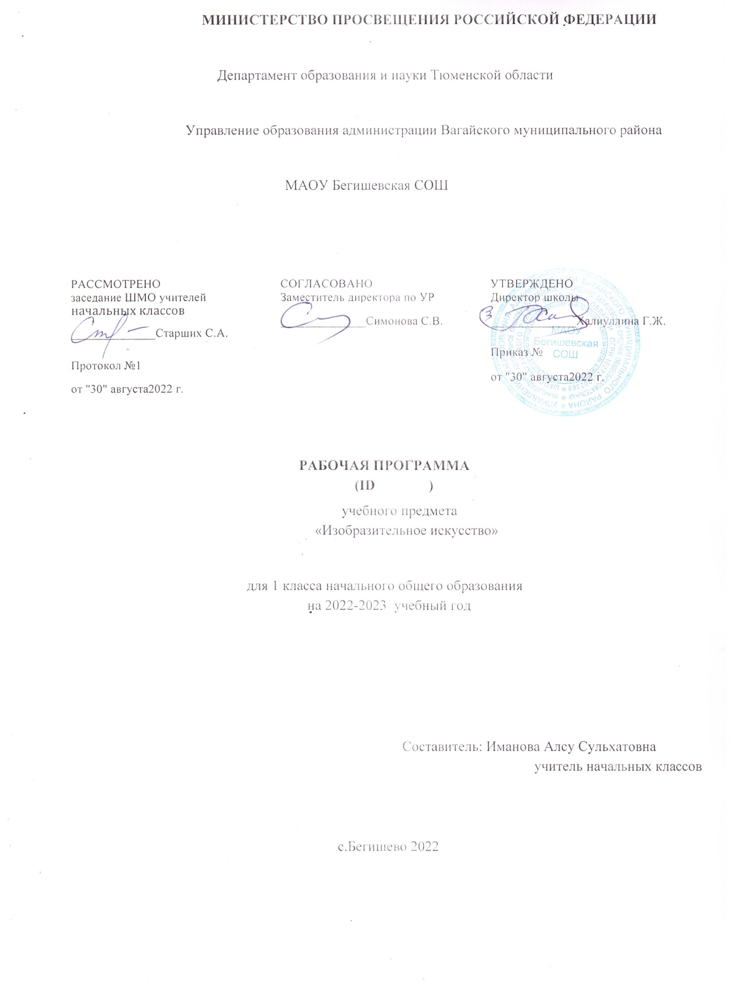 МИНИСТЕРСТВО ПРОСВЕЩЕНИЯ РОССИЙСКОЙ ФЕДЕРАЦИИ
Департамент образования и науки Тюменской области
Управление образования администрации Вагайского муниципального района
МАОУ Бегишевская СОШ
РАССМОТРЕНО
заседание ШМО учителей
начальных классов
______________Старших С.А.
Протокол №1
от "30" августа2022 г.
СОГЛАСОВАНО
Заместитель директора по УР
______________Симонова С.В.
УТВЕРЖДЕНО
Директор школы
______________Халиуллина Г.Ж.
Приказ №
от "30" августа2022 г.
МАОУ
Бегишевская
СОШ
РАБОЧАЯ ПРОГРАММА
(ID )
учебного предмета
«Изобразительное искусство»
для 1 класса начального общего образования
на 2022-2023 учебный год
Составитель: Иманова Алсу Сульхатовна
учитель начальных классов
с.Бегишево 2022